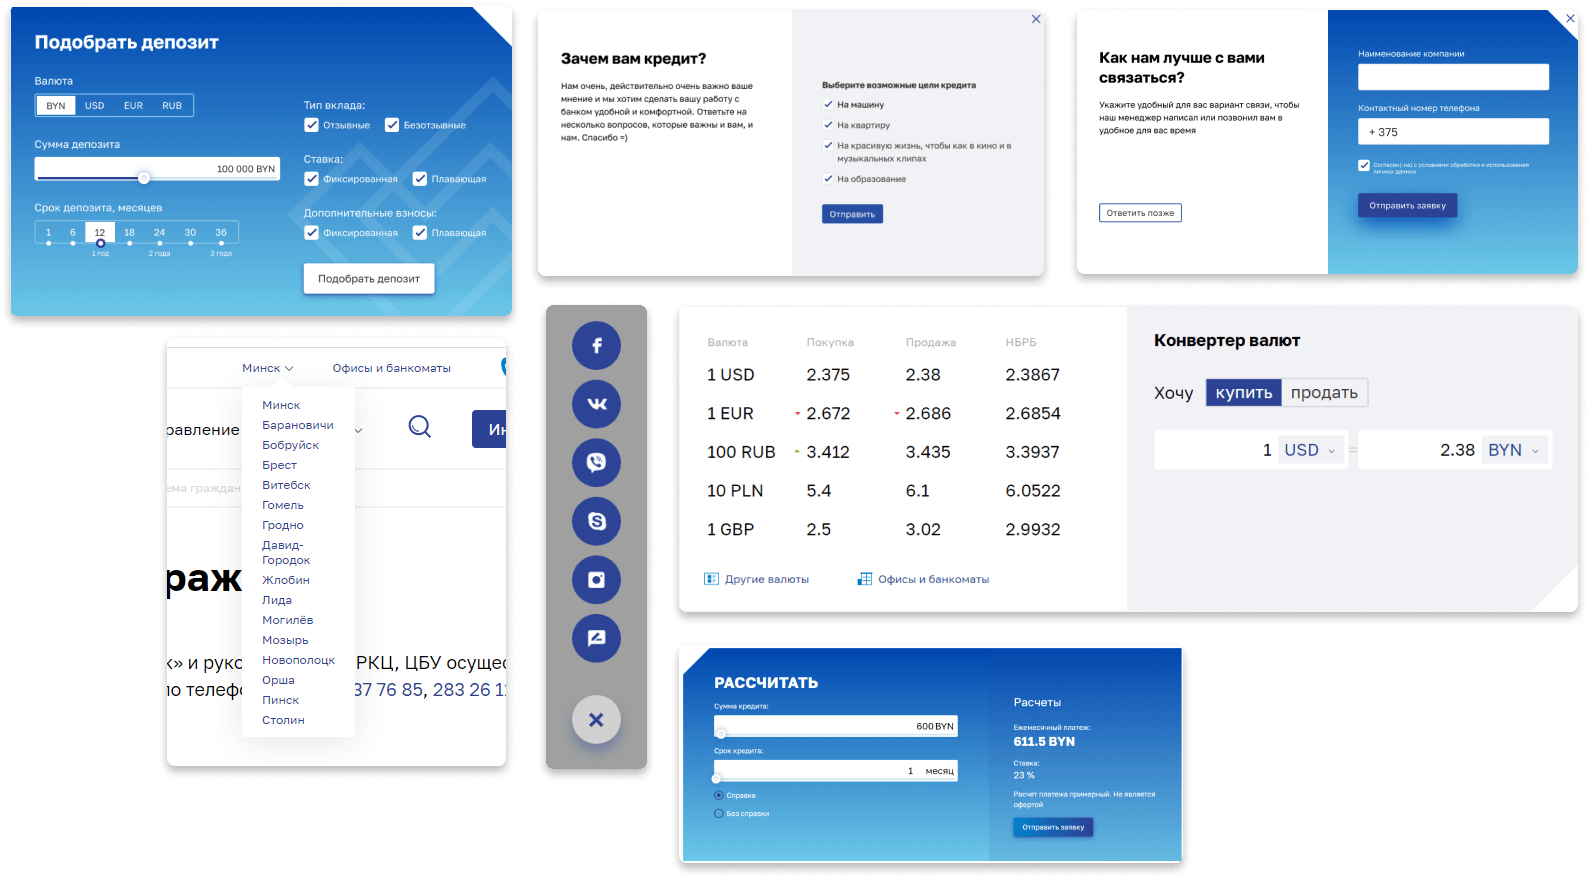 Подобрать депозит
Валюта
BYN USD EUR RUB
Сумма депозита
100 000 BYN
Срок депозита, месяцев
1 6 12 18 24 30 36
1 год 2 года 3 года
Тип вклада:
Отзывные Безотзывные
Ставка:
Фиксированная Плавающая
Дополнительные взносы:
Фиксированная Плавающая
Подобрать депозит
Зачем вам кредит?
Нам очень, действительно очень важно ваше
мнение и мы хотим сделать вашу работу с
банком удобной и комфортной. Ответьте на
несколько вопросов, которые важны и вам, и
нам. Спасибо =)
Выберите возможные цели кредита
На машину
На квартиру
На красивую жизнь, чтобы как в кино и в
музыкальных клипах
На образование
Отправить
Как нам лучше с вами
связаться?
Укажите удобный для вас вариант связи, чтобы
наш менеджер написал или позвонил вам в
удобное для вас время
Ответить позже
Наименование компании
Контактный номер телефона
+ 375
Согласен(-на) с условиями обработки и использования
личных данных
Отправить заявку
Минск Офисы и банкоматы
равление
Ин
ема граждан
раж
Минск
Барановичи
Бобруйск
Брест
Витебск
Гомель
Гродно
Давид-
Городок
Жлобин
Лида
Могилёв
Мозырь
Новополоцк
Орша
Пинск
Столин
к» и руко РКЦ, ЦБУ осущес
по телефо 37 76 85, 283 26 1
Валюта Покупка Продажа НБРБ
1 USD 2.375 2.38 2.3867
1 EUR 2.672 2.686 2.6854
100 RUB 3.412 3.435 3.3937
10 PLN 5.4 6.1 6.0522
1 GBP 2.5 3.02 2.9932
Другие валюты Офисы и банкоматы
Конвертер валют
Хочу купить продать
1 USD = 2.38 BYN
РАССЧИТАТЬ
Сумма кредита:
600 BYN
Срок кредита:
1 месяц
Справка
Без справки
Расчеты
Ежемесячный платеж:
611.5 BYN
Ставка:
23 %
Расчет платежа примерный. Не является
офертой
Отправить заявку